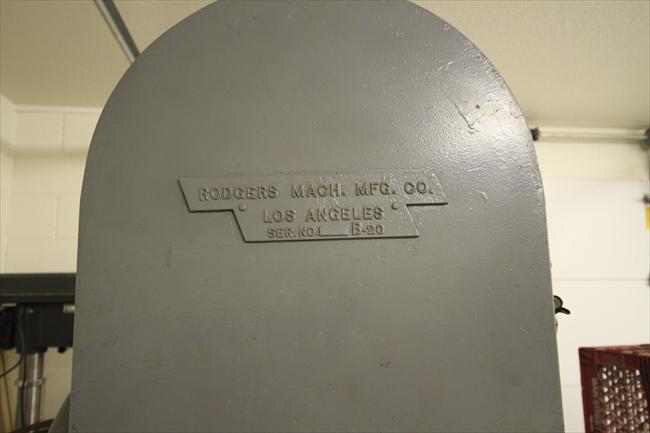 RODGERS MACH. MFG. CO.
LOS ANGELES
SER. NO. B-20